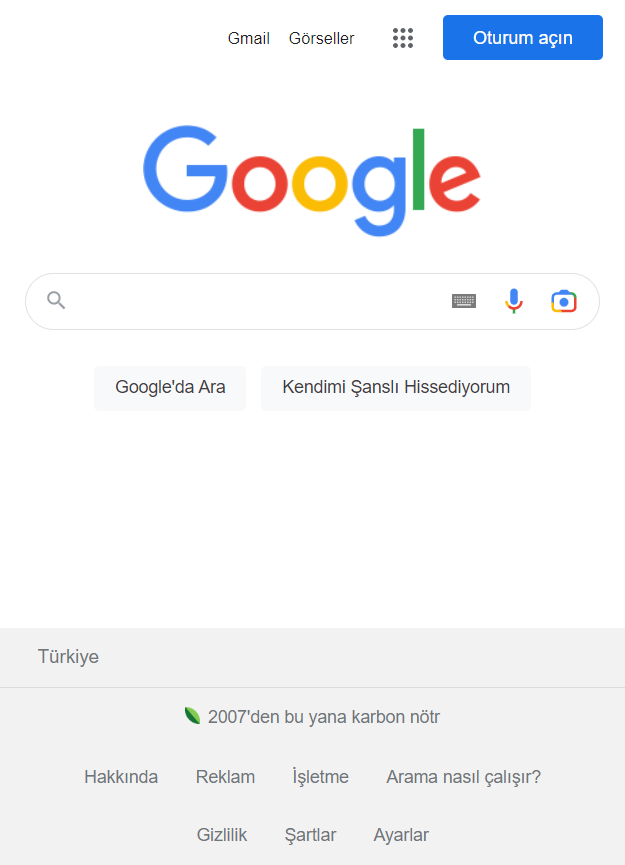 Gmail Görseller Oturum açın
Google
Google'da Ara Kendimi Şanslı Hissediyorum
Türkiye
2007'den bu yana karbon nötr
Hakkında Reklam İşletme Arama nasıl çalışır?
Gizlilik Şartlar Ayarlar